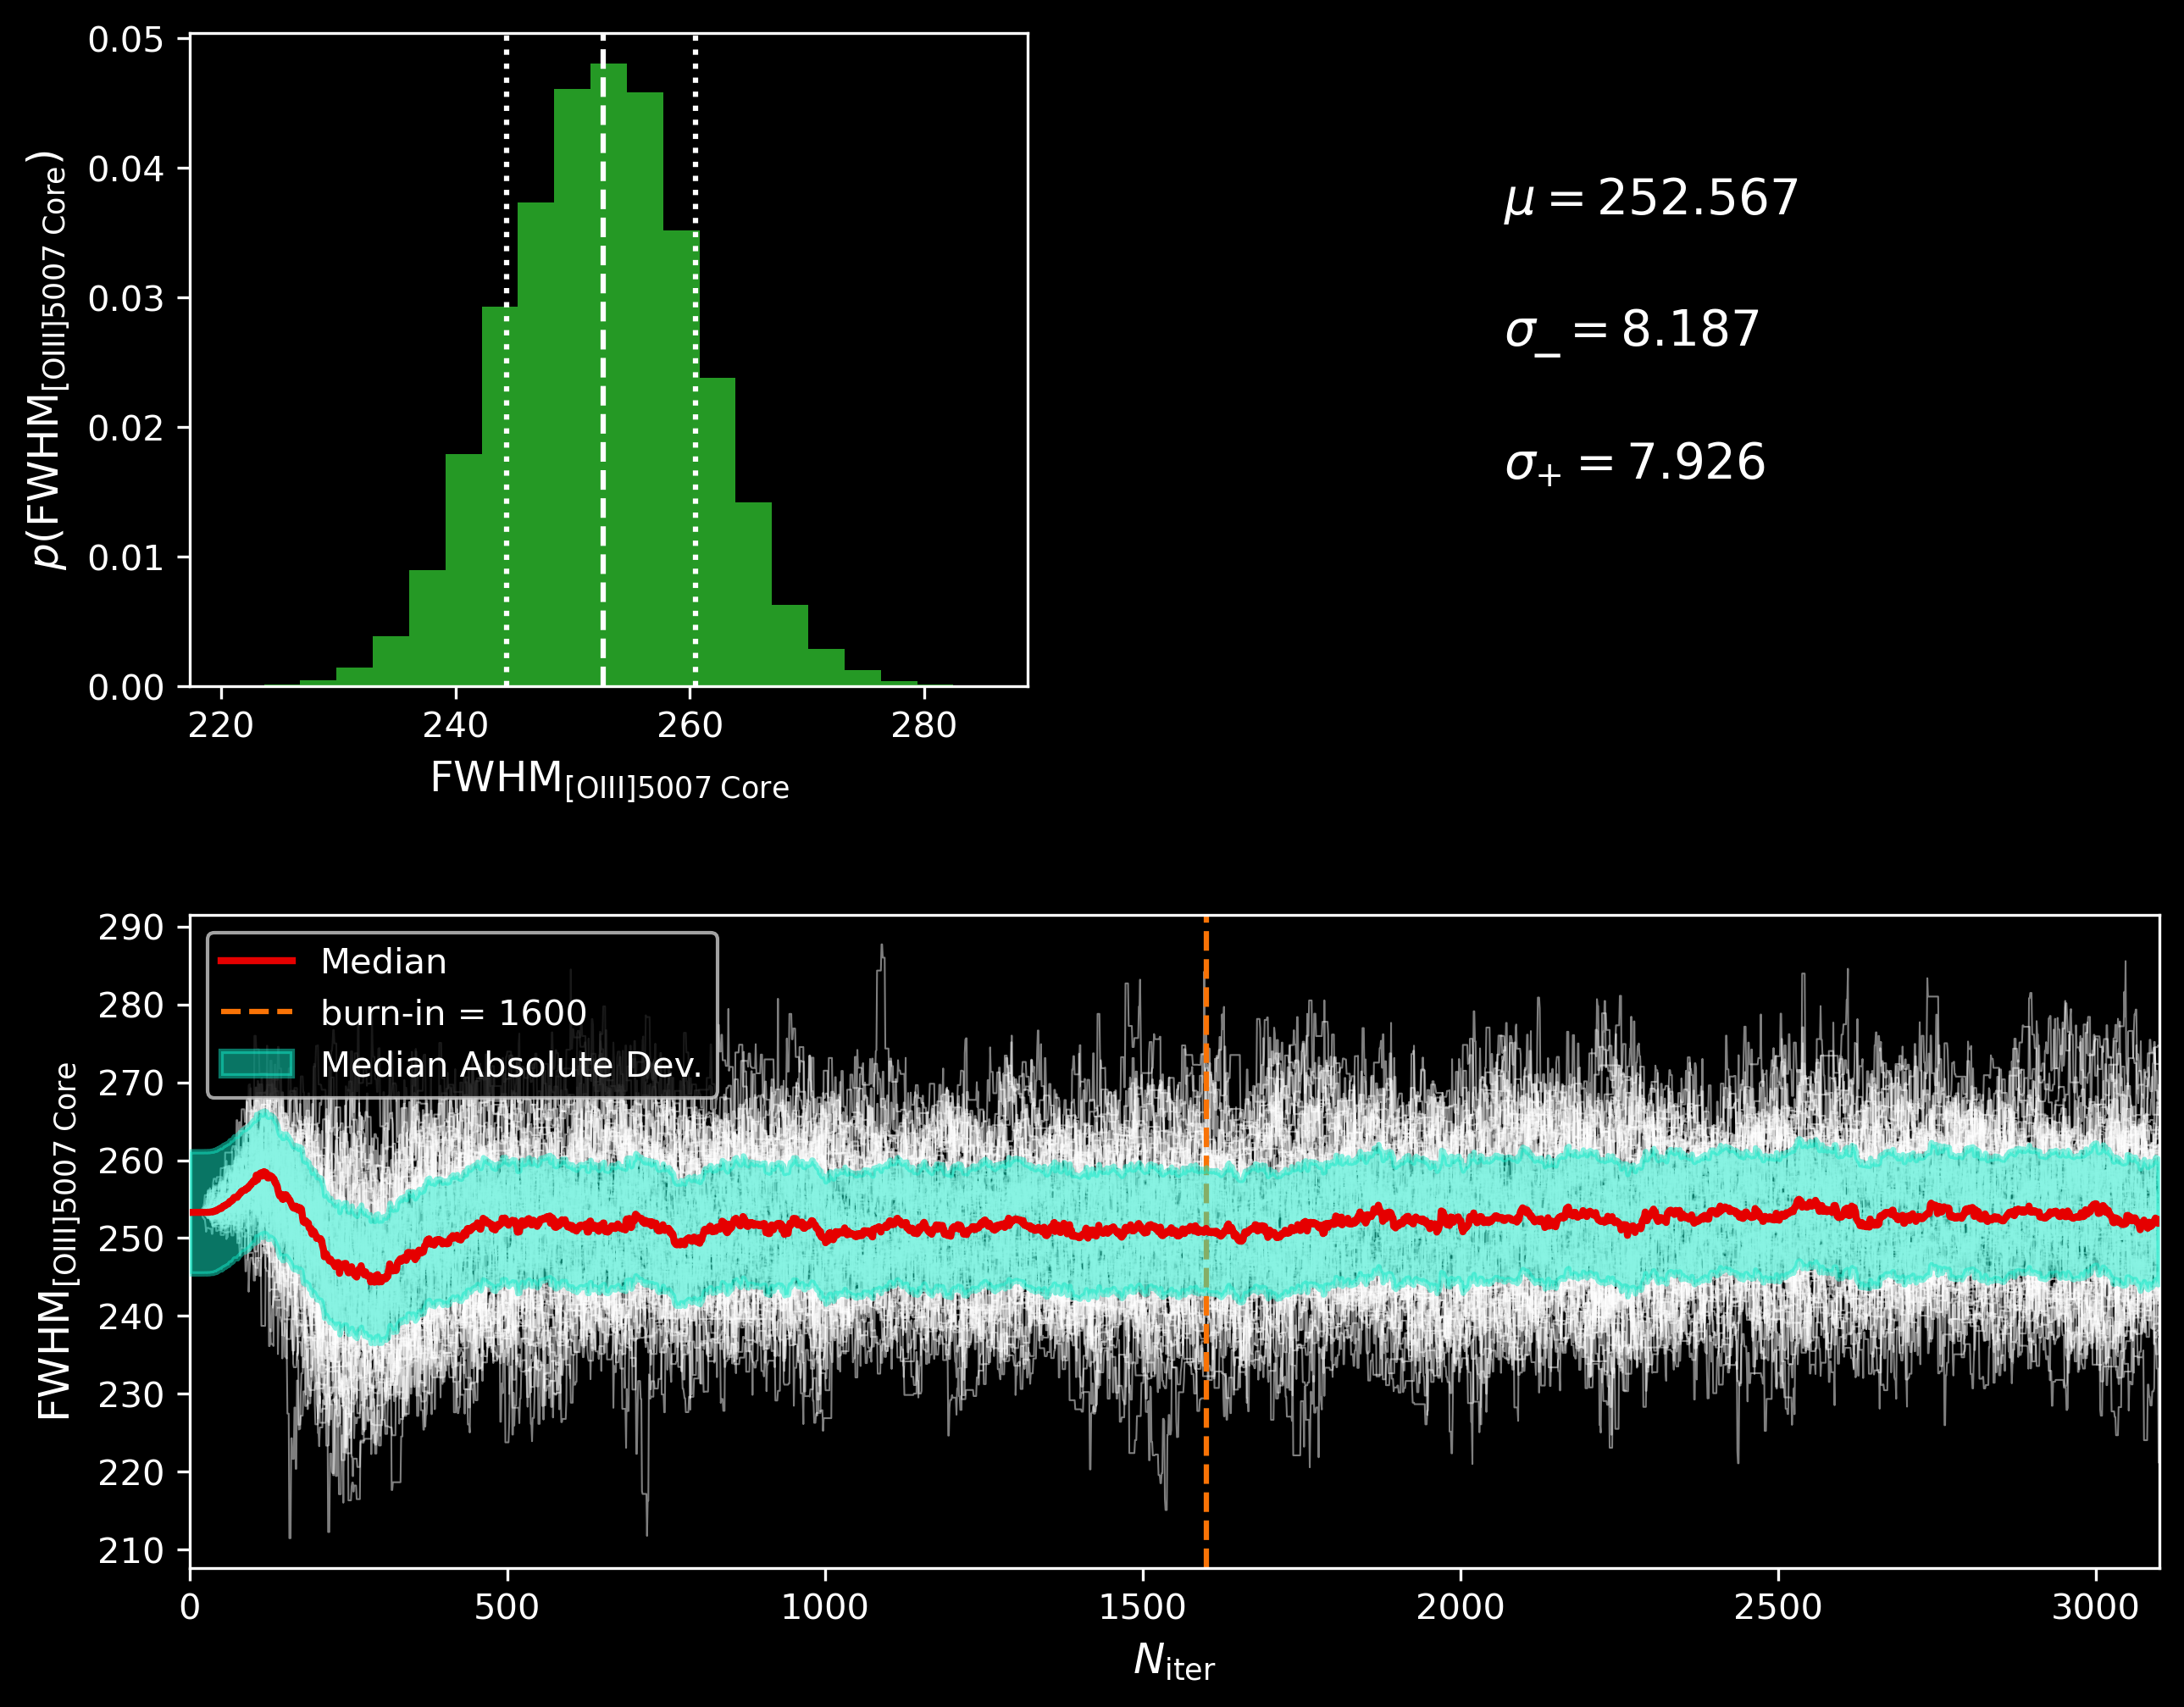 0.05
0.04
0.03
0.02
0.01
0.00
p(FWHM[OIII]5007 Core)
220 240 260 280
FWHM[OIII]5007 Core
μ = 252.567
σ_ = 8.187
σ+ = 7.926
290
280
270
260
250
240
230
220
210
FWHM[OIII]5007 Core
Median
burn-in = 1600
Median Absolute Dev.
0 500 1000 1500 2000 2500 3000
Niter